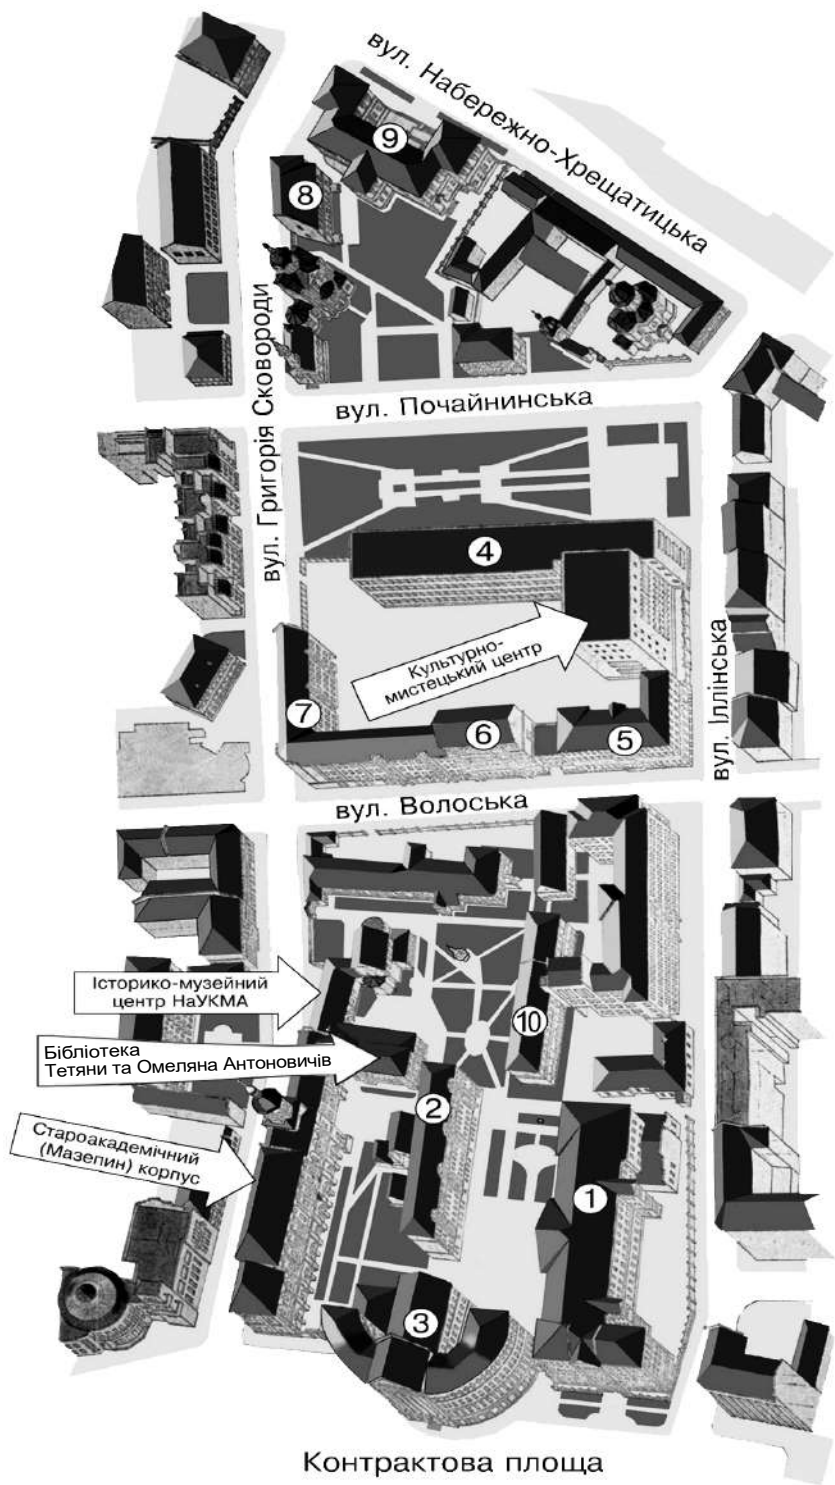 вул. Набережно-Хрещатицька
9
8
вул. Григорія Сковороди
вул. Почайнинська
4
Культурно-
мистецький центр
7
6
5
вул. Іллінська
вул. Волоська
Історико-музейний
центр НаУКМА
10
Бібліотека
Тетяни та Омеляна Антоновичів
2
Староакадемічний
(Мазепин) корпус
1
3
Контрактова площа